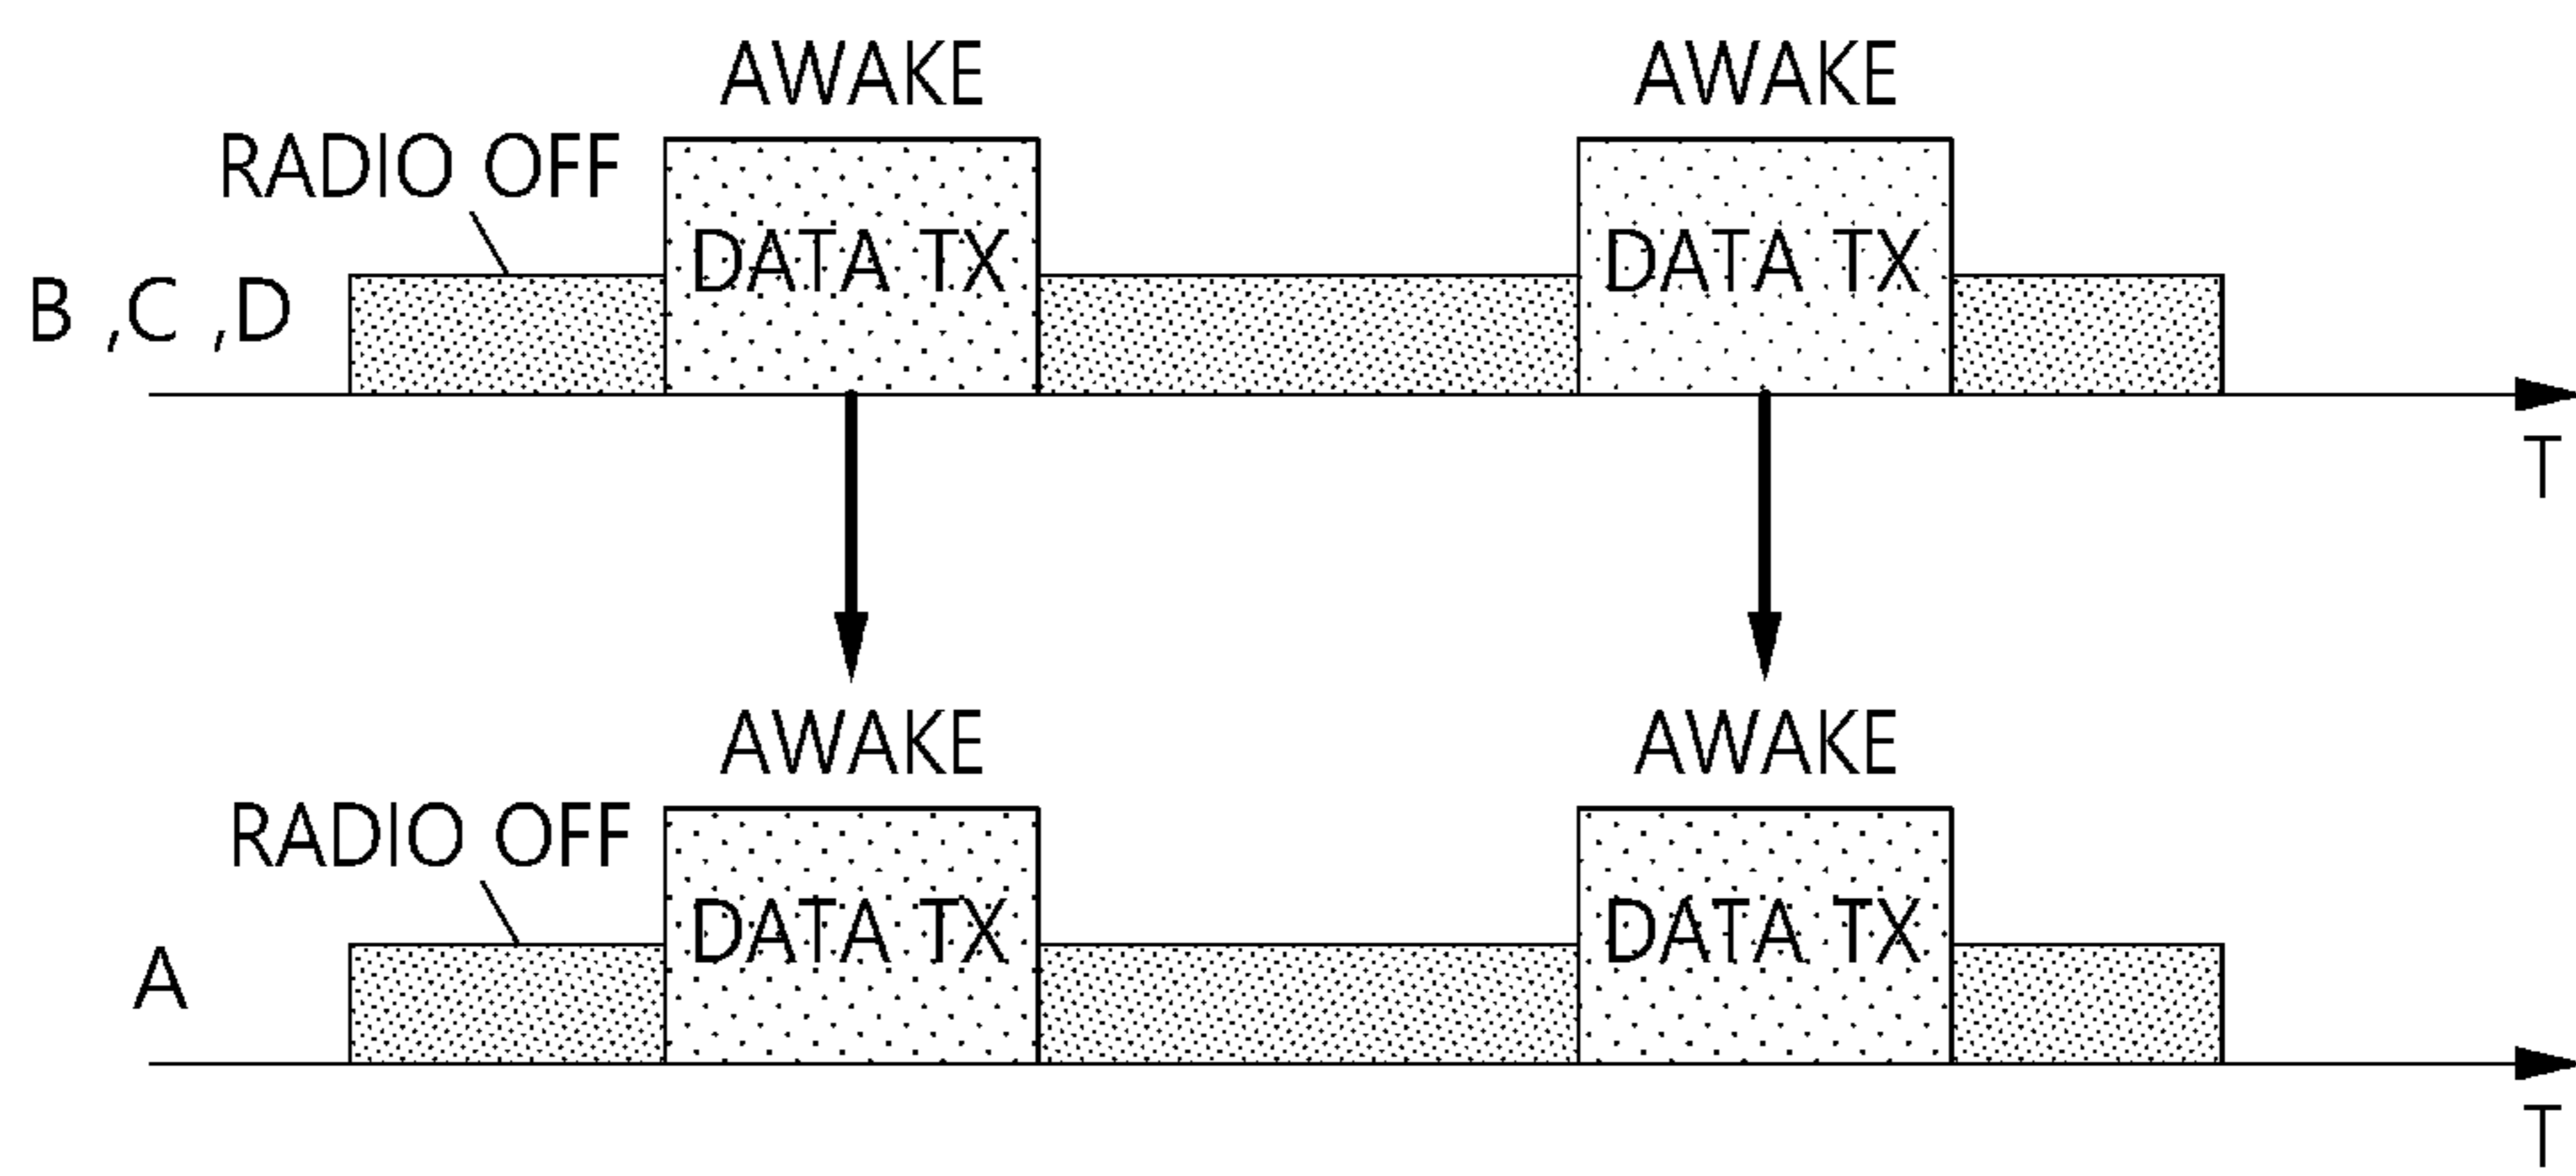 AWAKE AWAKE
RADIO OFF
DATA TX DATA TX
B ,C ,D
T
AWAKE AWAKE
RADIO OFF
DATA TX DATA TX
A
T